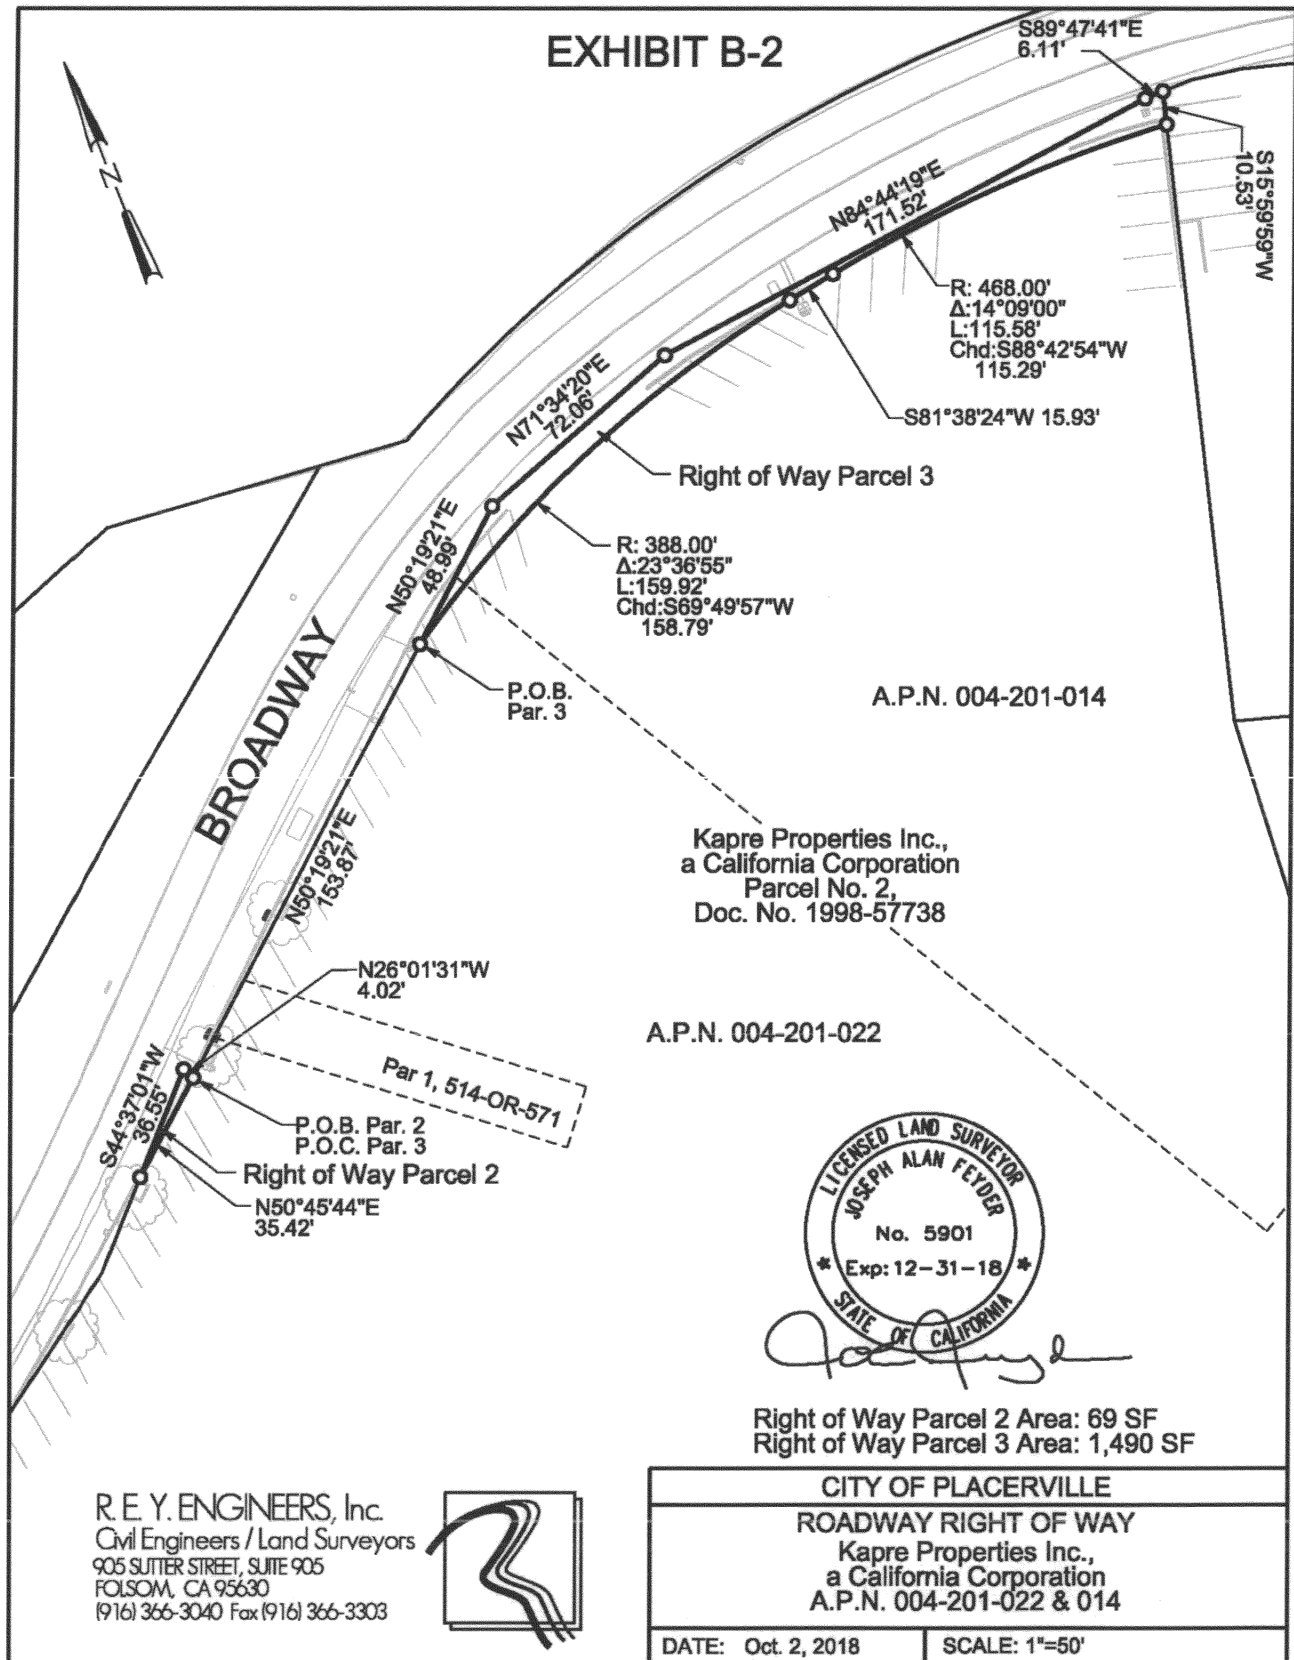 EXHIBIT B-2
S89°47'41"E
6.11'
-Z-
S15°59'59"W
10.53'
N84°44'19"E
171.52'
R: 468.00'
Δ:14°09'00"
L:115.58'
Chd:S88°42'54"W
115.29'
S81°38'24"W 15.93'
N71°34'20"E
72.06'
Right of Way Parcel 3
N50°19'21"E
48.99'
R: 388.00'
Δ:23°36'55"
L:159.92'
Chd:S69°49'57"W
158.79'
P.O.B.
Par. 3
A.P.N. 004-201-014
BROADWAY
N50°19'21"E
153.87'
Kapre Properties Inc.,
a California Corporation
Parcel No. 2,
Doc. No. 1998-57738
N26°01'31"W
4.02'
A.P.N. 004-201-022
Par 1, 514-OR-571
S44°37'01"W
36.55'
P.O.B. Par. 2
P.O.C. Par. 3
Right of Way Parcel 2
N50°45'44"E
35.42'
LICENSED LAND SURVEYOR
JOSEPH ALAN FEYDER
No. 5901
Exp: 12-31-18
STATE OF CALIFORNIA
Right of Way Parcel 2 Area: 69 SF
Right of Way Parcel 3 Area: 1,490 SF
R.E.Y. ENGINEERS, Inc.
Civil Engineers / Land Surveyors
905 SUTTER STREET, SUITE 905
FOLSOM, CA 95630
(916) 366-3040 Fax (916) 366-3303
CITY OF PLACERVILLE
ROADWAY RIGHT OF WAY
Kapre Properties Inc.,
a California Corporation
A.P.N. 004-201-022 & 014
DATE: Oct. 2, 2018
SCALE: 1"=50'